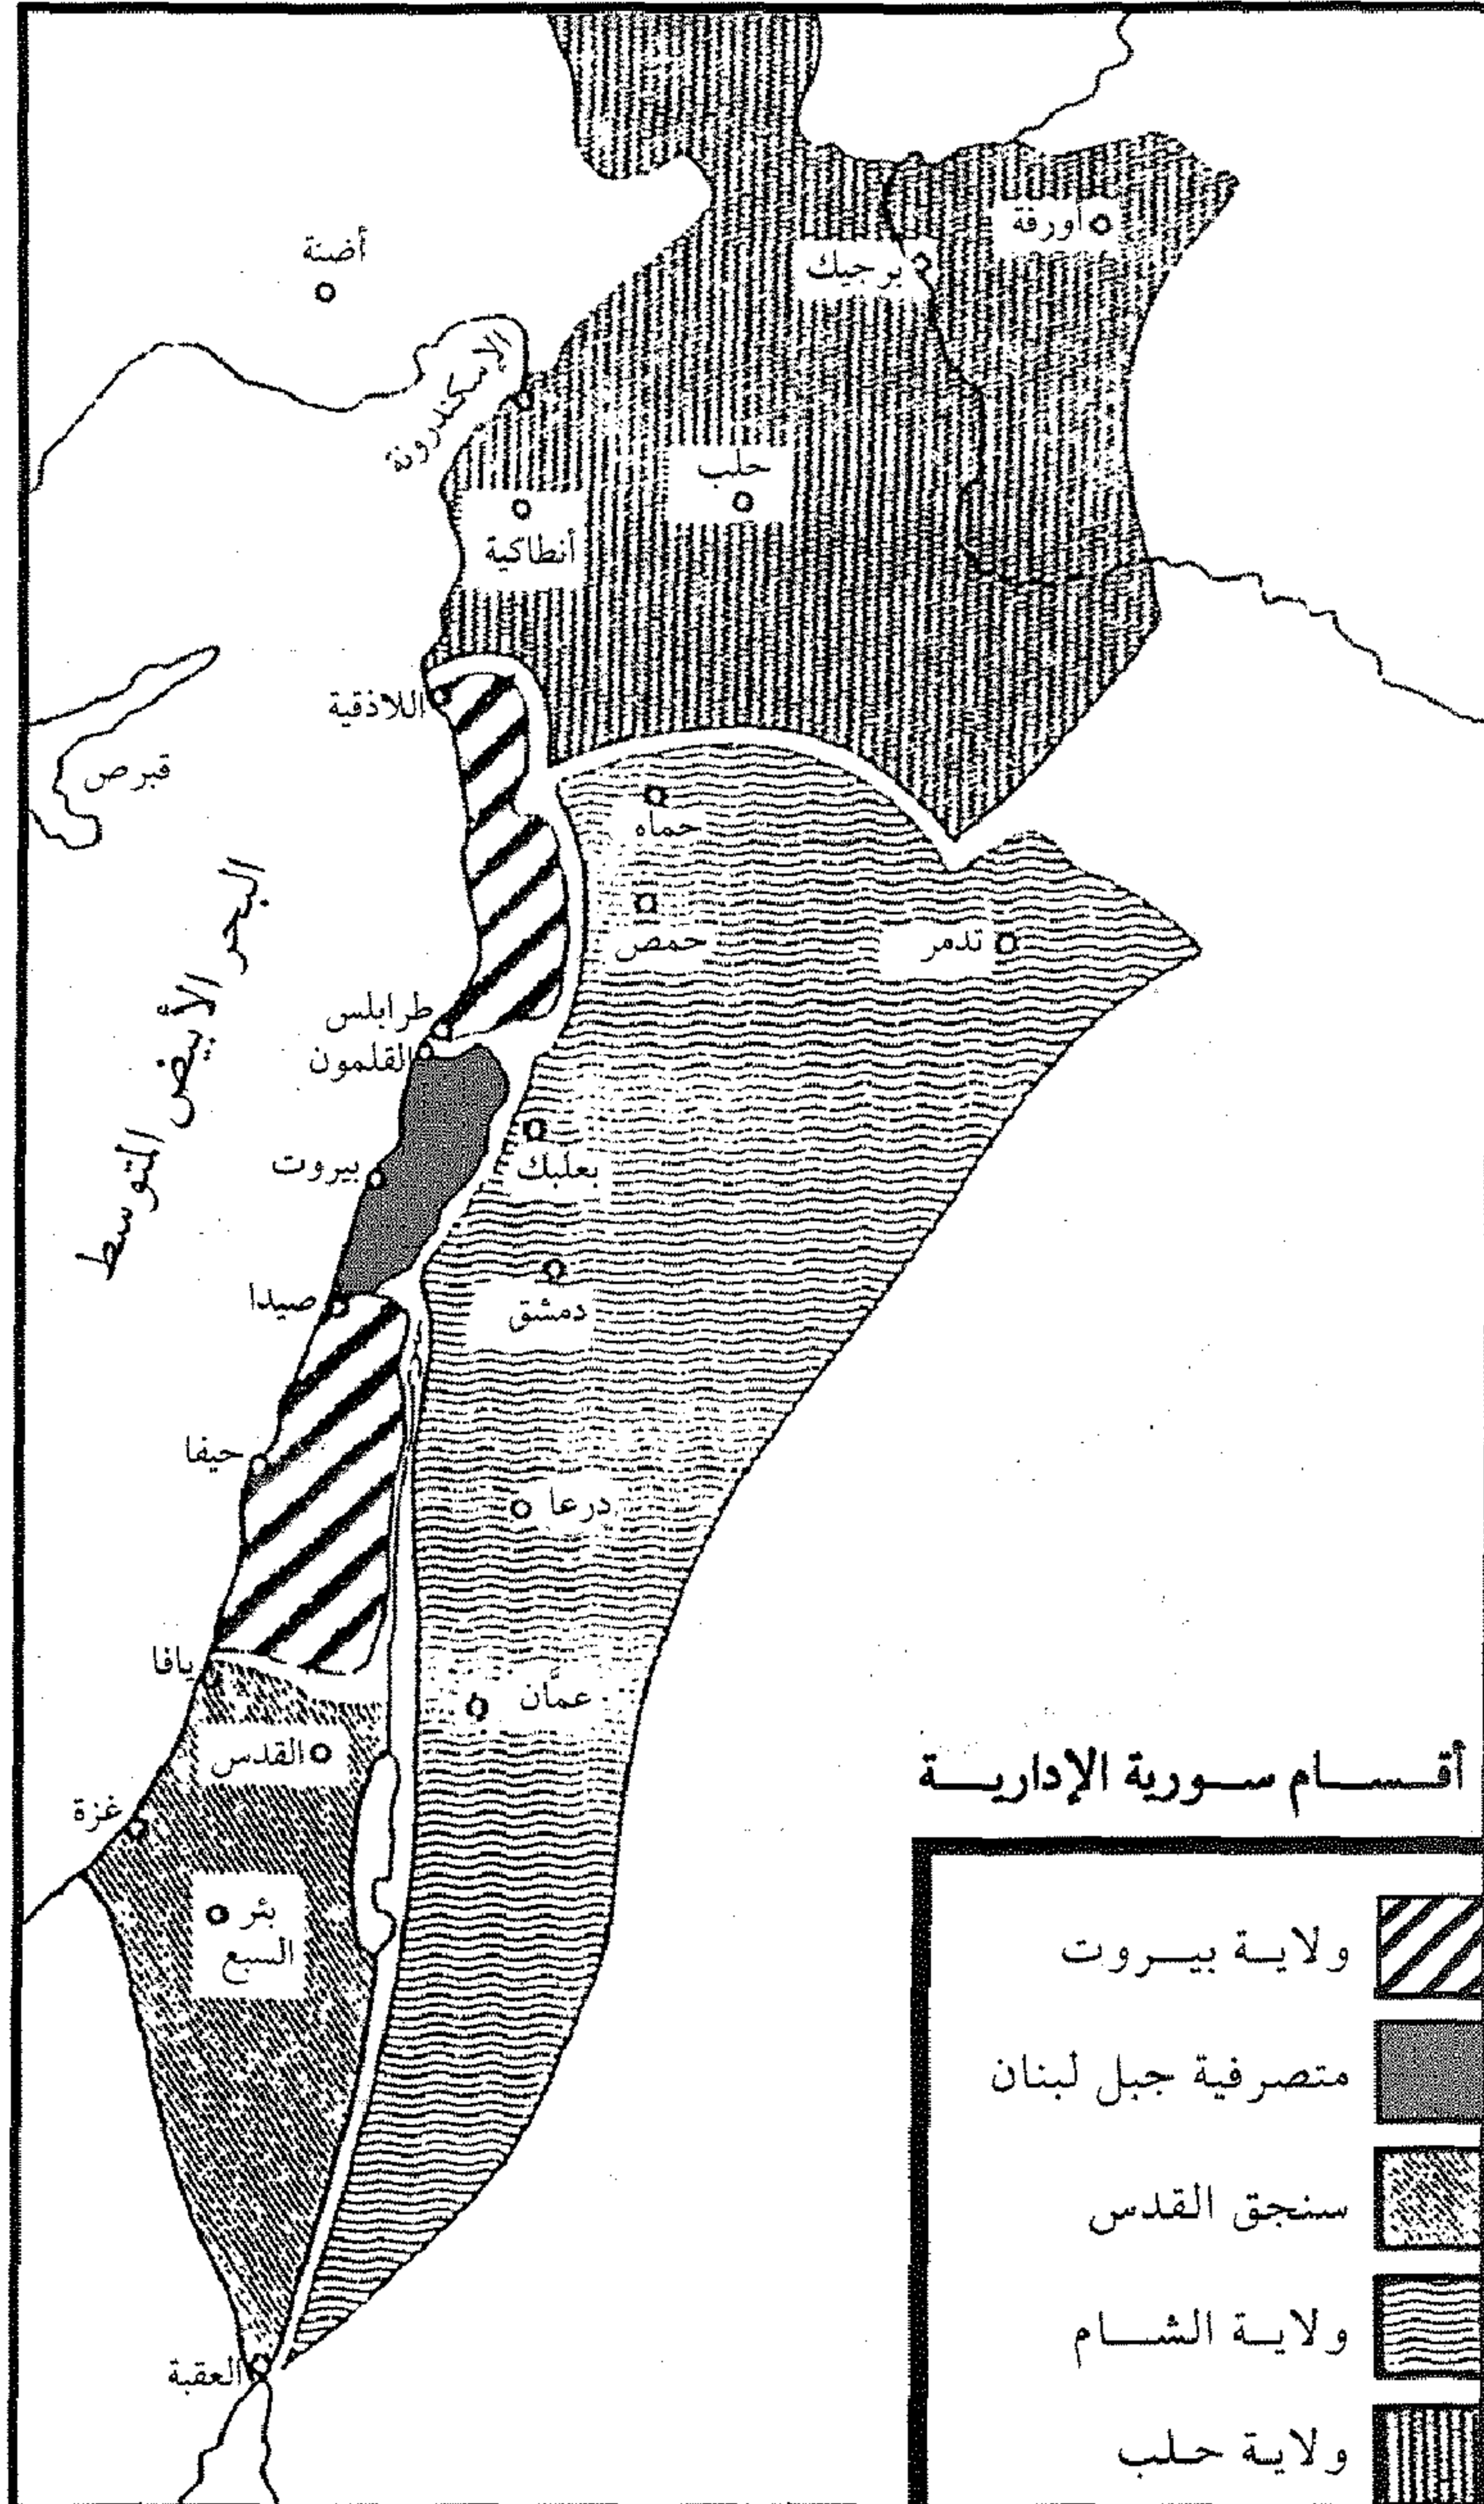 أورفة
برجيك
أضنة
الإسكندرونة
حلب
أنطاكية
اللاذقية
قبرص
حماه
حمص
تدمر
البحر الأبيض المتوسط
طرابلس
القلمون
بعلبك
بيروت
دمشق
صيدا
حيفا
درعا
يافا
عمَّان
القدس
غزة
بئر
السبع
العقبة
أقسام سورية الإدارية
ولاية بيروت
متصرفية جبل لبنان
سنجق القدس
ولاية الشام
ولاية حلب